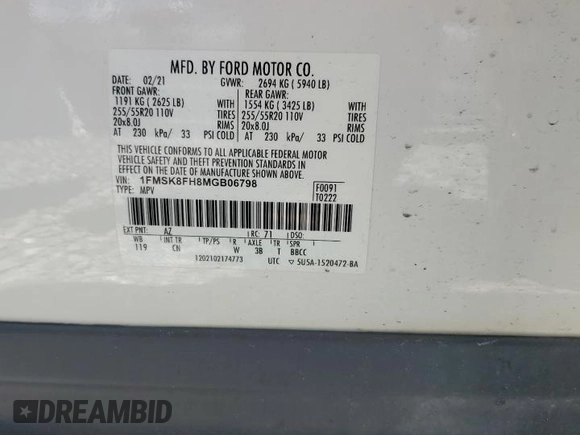 MFD. BY FORD MOTOR CO.
DATE: 02/21 GVWR: 2694 KG ( 5940 LB)
FRONT GAWR: REAR GAWR:
1191 KG ( 2625 LB) WITH 1554 KG ( 3425 LB) WITH
255/55R20 110V TIRES 255/55R20 110V TIRES
20x8.0J RIMS 20x8.0J RIMS
AT 230 kPa/ 33 PSI COLD AT 230 kPa/ 33 PSI COLD
THIS VEHICLE CONFORMS TO ALL APPLICABLE FEDERAL MOTOR
VEHICLE SAFETY AND THEFT PREVENTION STANDARDS IN
EFFECT ON THE DATE OF MANUFACTURE SHOWN ABOVE.
VIN: 1FMSK8FH8MGB06798 F0091
TYPE: MPV T0222
EXT PNT: AZ RC: 71 DSO:
WB INT TR TP/PS R AXLE TR SPR
119 CN W 3B T BBCC
1202102174773 UTC 5U5A-1520472-BA
DREAMBID